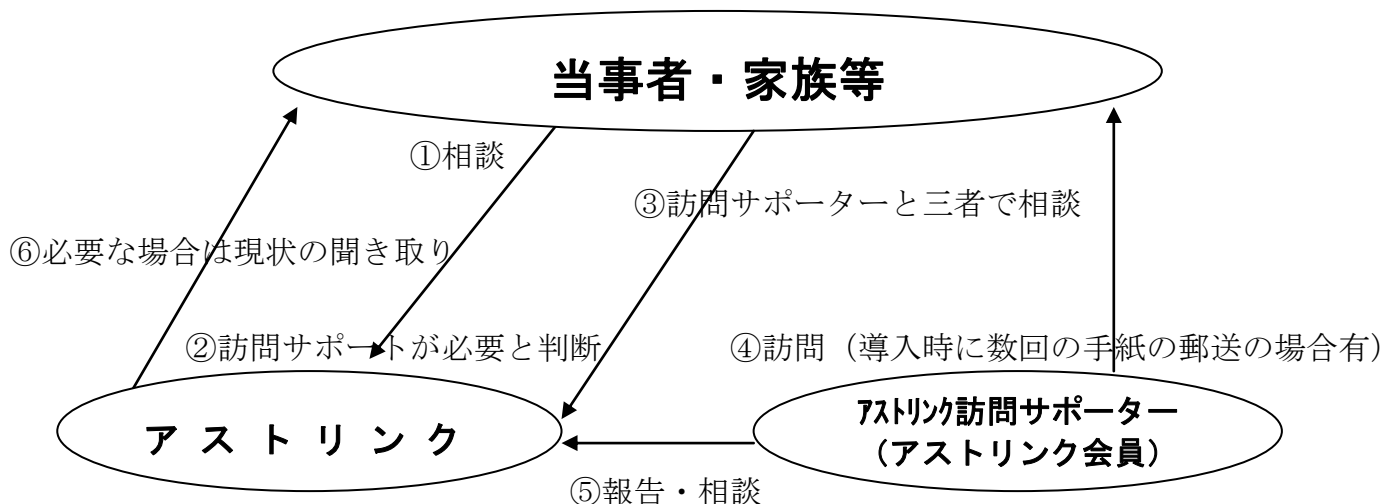 当事者・家族等
①相談
③訪問サポーターと三者で相談
⑥必要な場合は現状の聞き取り
②訪問サポートが必要と判断
④訪問（導入時に数回の手紙の郵送の場合有）
アストリンク
ｱｽﾄﾘﾝｸ訪問サポーター
（アストリンク会員）
⑤報告・相談